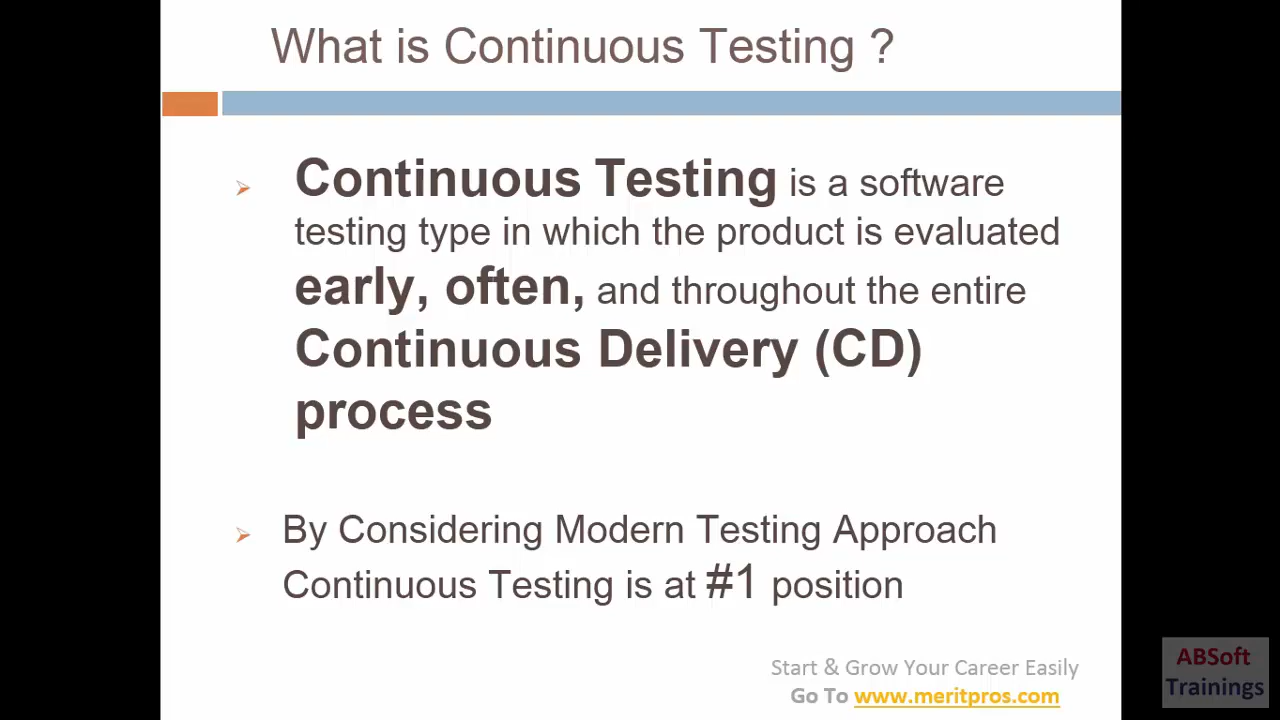 What is Continuous Testing ?
Continuous Testing is a software
testing type in which the product is evaluated
early, often, and throughout the entire
Continuous Delivery (CD)
process
By Considering Modern Testing Approach
Continuous Testing is at #1 position
Start & Grow Your Career Easily
Go To www.meritpros.com
ABSoft
Trainings